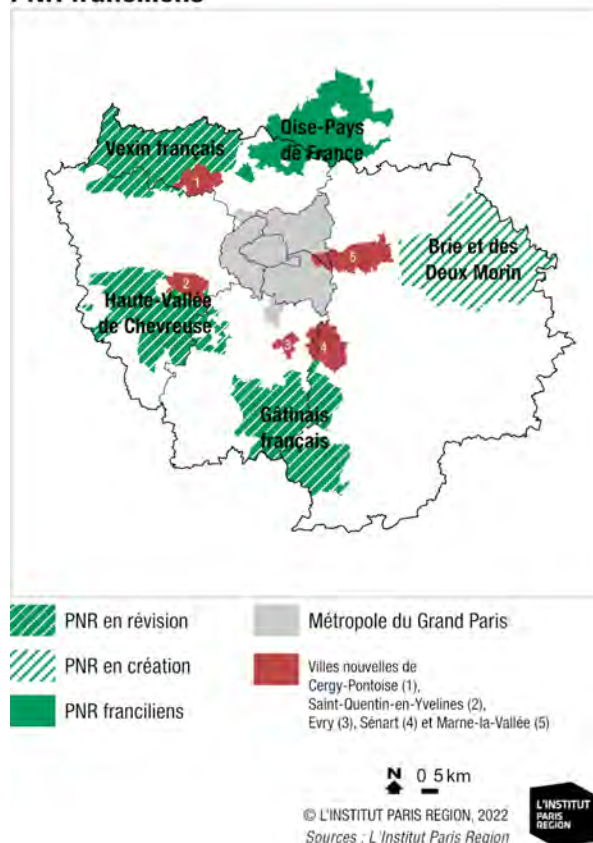 PNR franciliens
Oise-Pays
de France
Vexin français
1
Brie et des
Deux Morin
5
2
Haute-Vallée
de Chevreuse
3
4
Gâtinais
français
PNR en révision
PNR en création
PNR franciliens
Métropole du Grand Paris
Villes nouvelles de
Cergy-Pontoise (1),
Saint-Quentin-en-Yvelines (2),
Evry (3), Sénart (4) et Marne-la-Vallée (5)
N 0 5 km
© L'INSTITUT PARIS REGION, 2022
Sources : L'Institut Paris Region
L'INSTITUT
PARIS
REGION